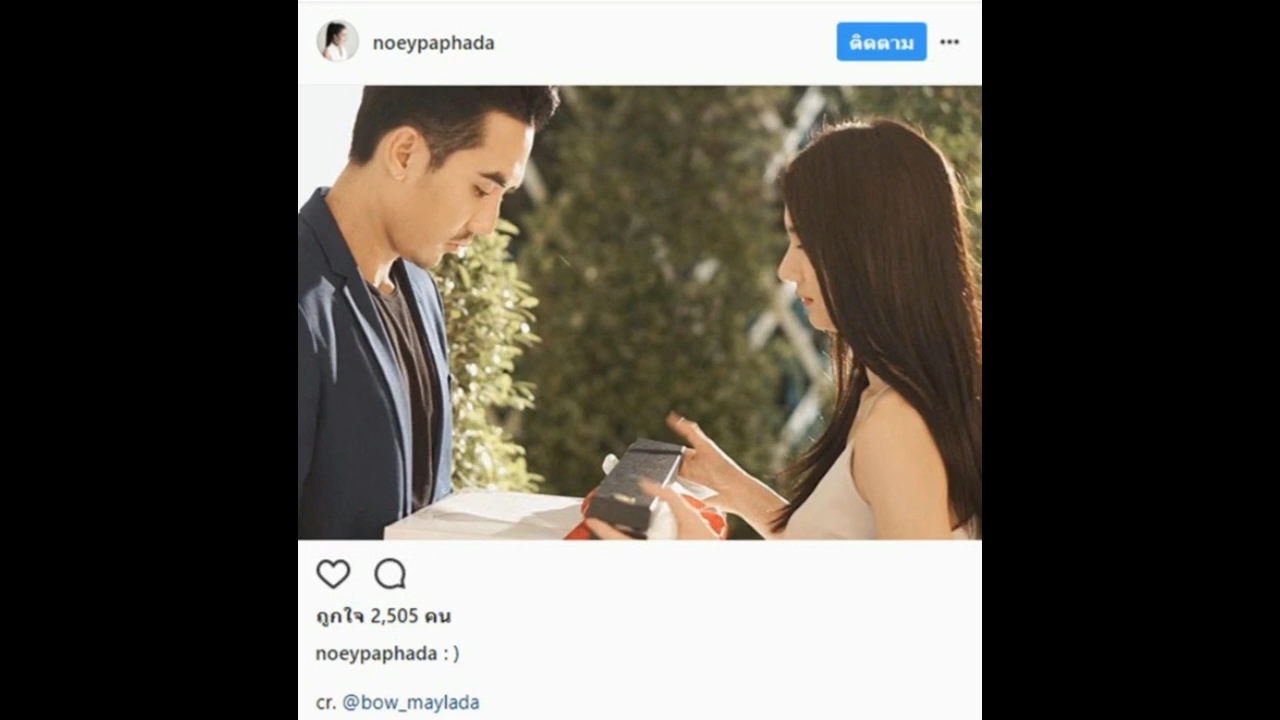 noeypaphada
ติดตาม
ถูกใจ 2,505 คน
noeypaphada : )
cr. @bow_maylada